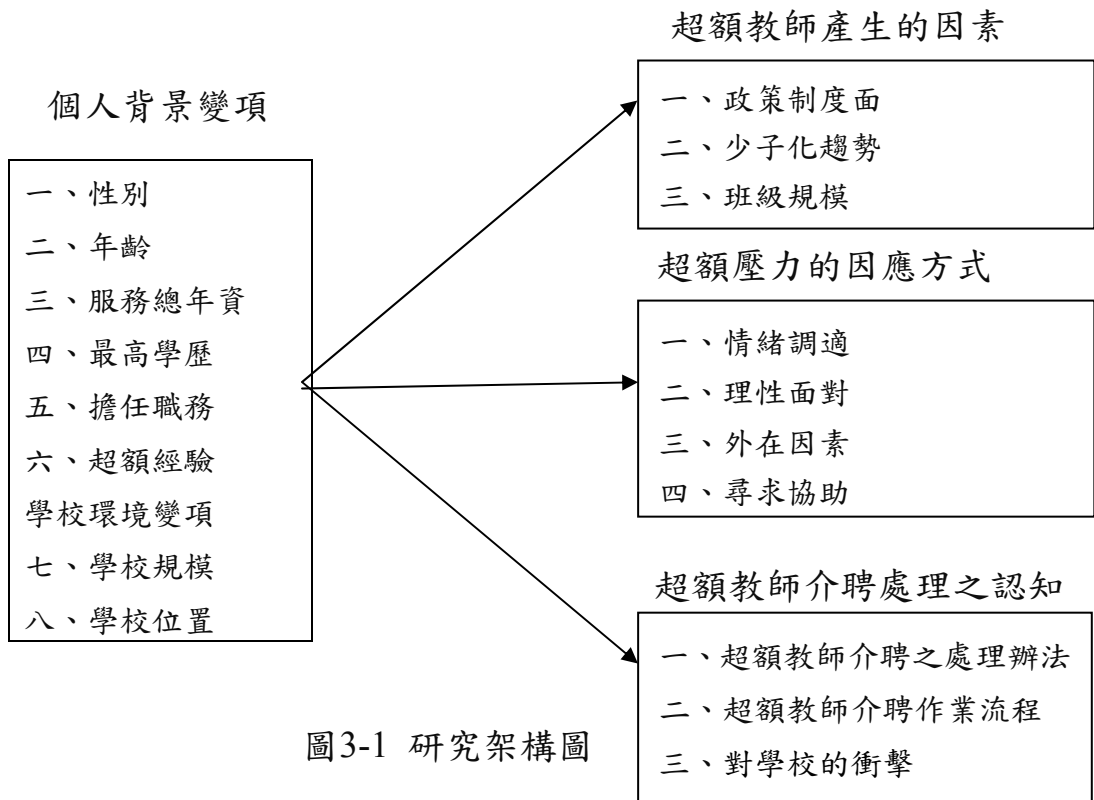 個人背景變項
一、性別
二、年齡
三、服務總年資
四、最高學歷
五、擔任職務
六、超額經驗
學校環境變項
七、學校規模
八、學校位置
超額教師產生的因素
一、政策制度面
二、少子化趨勢
三、班級規模
超額壓力的因應方式
一、情緒調適
二、理性面對
三、外在因素
四、尋求協助
超額教師介聘處理之認知
一、超額教師介聘之處理辦法
二、超額教師介聘作業流程
三、對學校的衝擊
圖3-1 研究架構圖